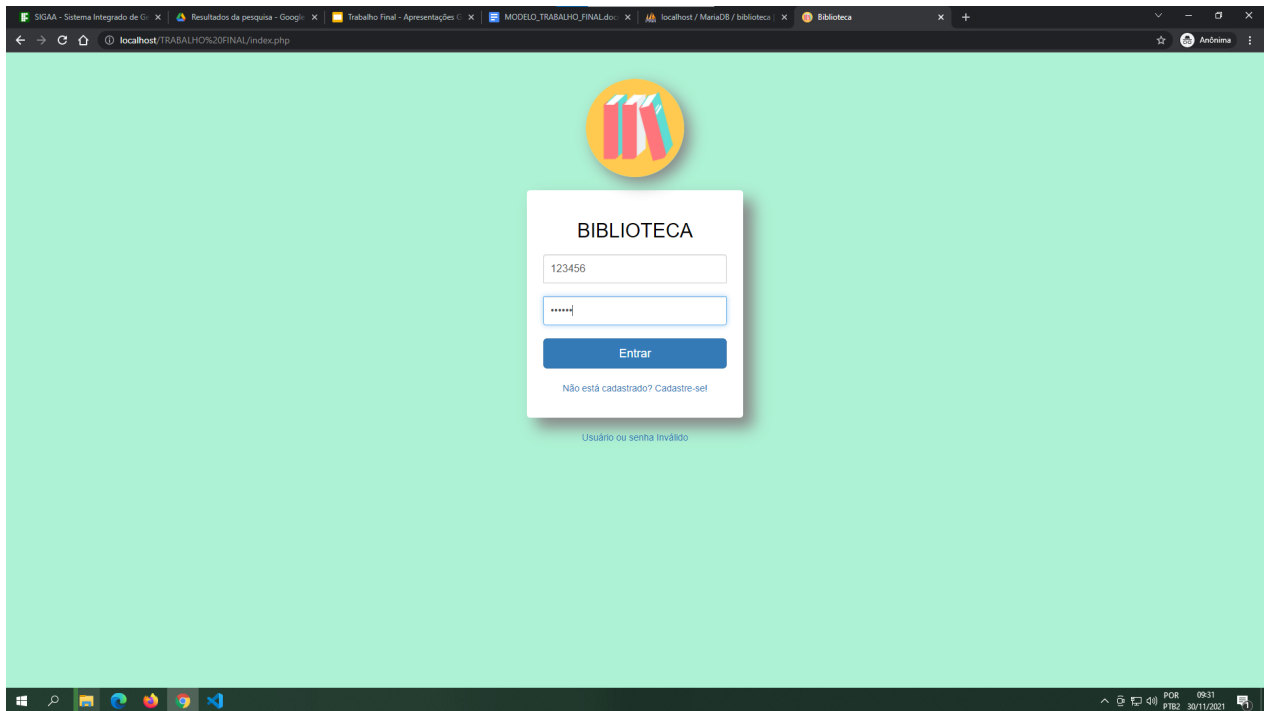 SIGAA - Sistema Integrado de Ge
Resultados da pesquisa - Google
Trabalho Final - Apresentações G
MODELO_TRABALHO_FINAL.doc
localhost / MariaDB / biblioteca |
Biblioteca
localhost/TRABALHO%20FINAL/index.php
Anônima
BIBLIOTECA
123456
••••••
Entrar
Não está cadastrado? Cadastre-se!
Usuário ou senha Inválido
POR
09:31
PTB2
30/11/2021